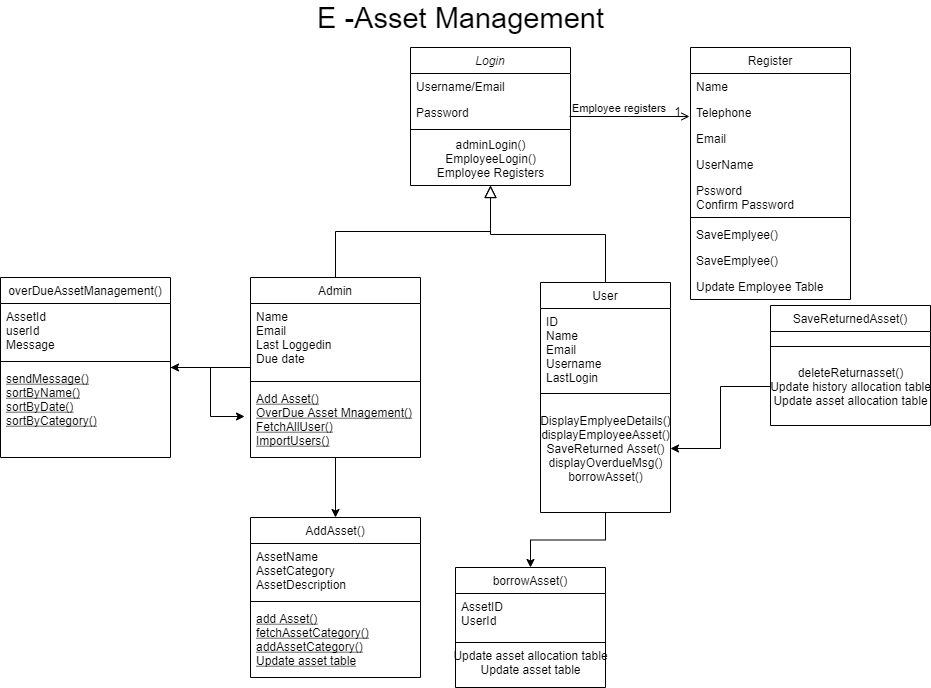 E -Asset Management
Login
Username/Email
Password
adminLogin()
EmployeeLogin()
Employee Registers
Employee registers 1
Register
Name
Telephone
Email
UserName
Pssword
Confirm Password
SaveEmplyee()
SaveEmplyee()
Update Employee Table
overDueAssetManagement()
AssetId
userId
Message
sendMessage()
sortByName()
sortByDate()
sortByCategory()
Admin
Name
Email
Last Loggedin
Due date
Add Asset()
OverDue Asset Mnagement()
FetchAllUser()
ImportUsers()
User
ID
Name
Email
Username
LastLogin
DisplayEmplyeeDetails()
displayEmployeeAsset()
SaveReturned Asset()
displayOverdueMsg()
borrowAsset()
SaveReturnedAsset()
deleteReturnasset()
Update history allocation table
Update asset allocation table
AddAsset()
AssetName
AssetCategory
AssetDescription
add Asset()
fetchAssetCategory()
addAssetCategory()
Update asset table
borrowAsset()
AssetID
UserId
Update asset allocation table
Update asset table